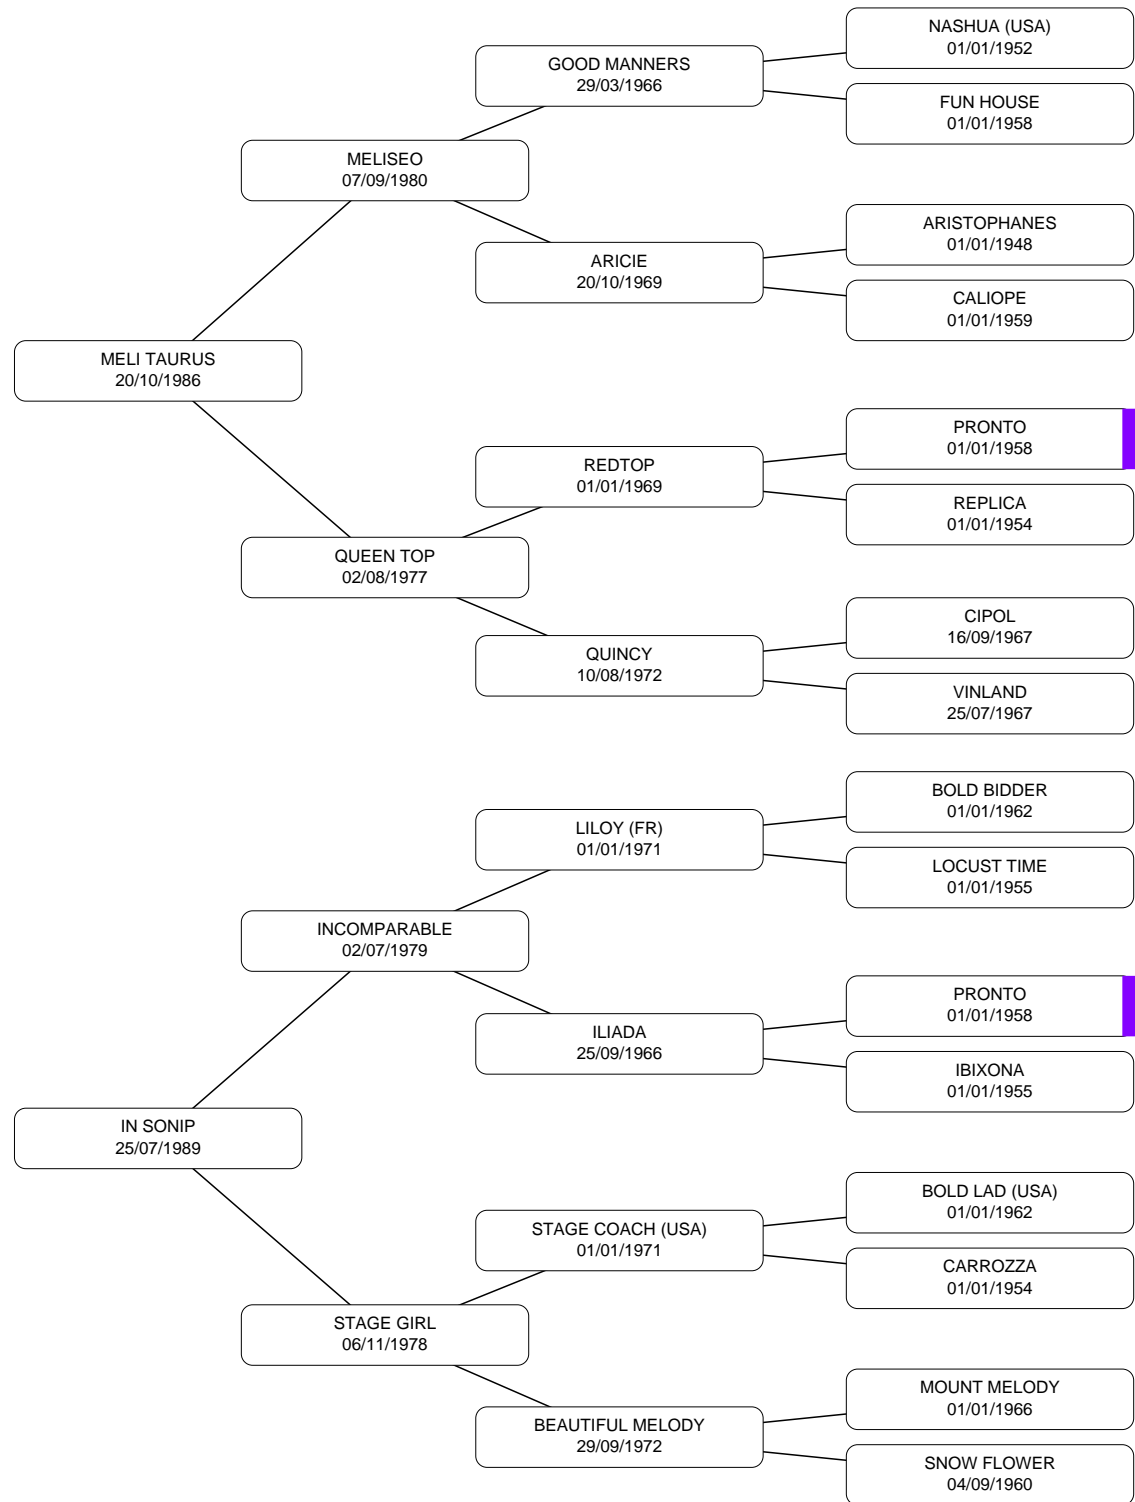 NASHUA (USA)
01/01/1952
GOOD MANNERS
29/03/1966
FUN HOUSE
01/01/1958
MELISEO
07/09/1980
ARISTOPHANES
01/01/1948
ARICIE
20/10/1969
CALIOPE
01/01/1959
MELI TAURUS
20/10/1986
PRONTO
01/01/1958
REDTOP
01/01/1969
REPLICA
01/01/1954
QUEEN TOP
02/08/1977
CIPOL
16/09/1967
QUINCY
10/08/1972
VINLAND
25/07/1967
BOLD BIDDER
01/01/1962
LILOY (FR)
01/01/1971
LOCUST TIME
01/01/1955
INCOMPARABLE
02/07/1979
PRONTO
01/01/1958
ILIADA
25/09/1966
IBIXONA
01/01/1955
IN SONIP
25/07/1989
BOLD LAD (USA)
01/01/1962
STAGE COACH (USA)
01/01/1971
CARROZZA
01/01/1954
STAGE GIRL
06/11/1978
MOUNT MELODY
01/01/1966
BEAUTIFUL MELODY
29/09/1972
SNOW FLOWER
04/09/1960